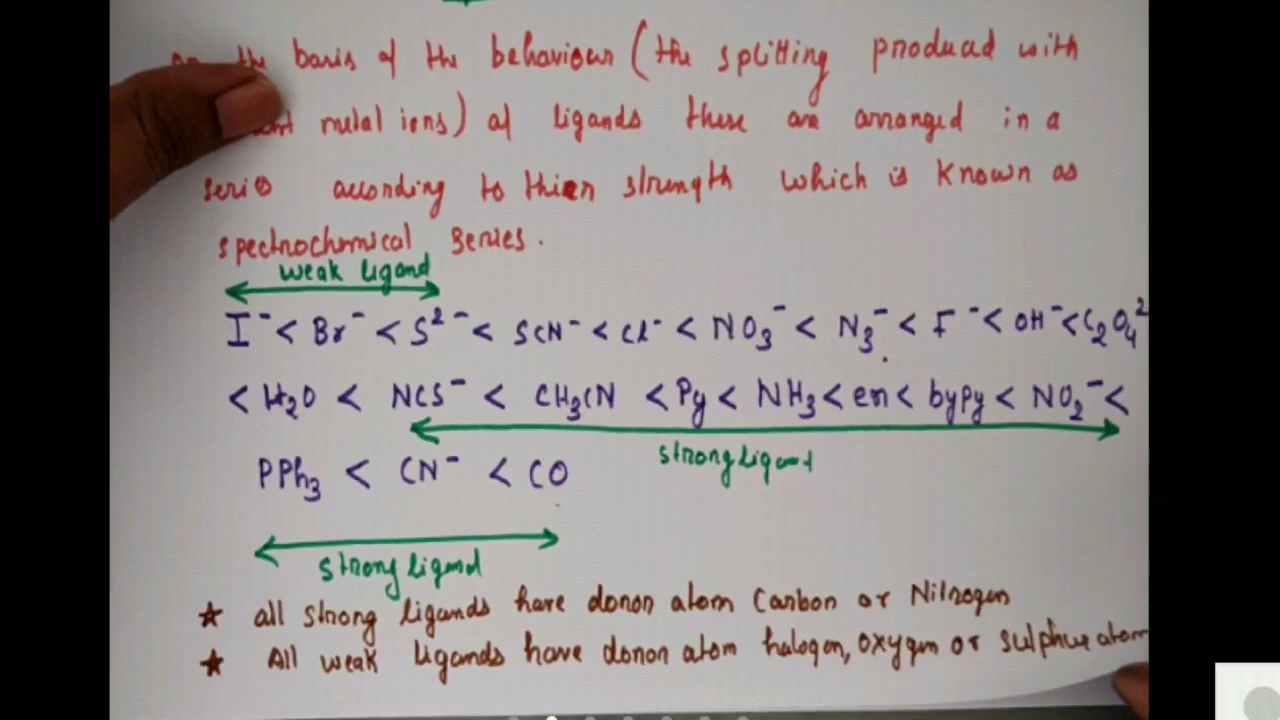 the basis of the behaviour (the splitting producd with
metal ions) of ligands these are arranged in a
series according to thier strength which is known as
spectrochemical series.
weak ligand
I⁻ < Br⁻ < S²⁻ < SCN⁻ < Cl⁻ < NO₃⁻ < N₃⁻ < F⁻ < OH⁻ < C₂O₄²
< H₂O < NCS⁻ < CH₃CN < Py < NH₃ < en < bypy < NO₂⁻ <
strong ligand
PPh₃ < CN⁻ < CO
strong ligand
★ all strong ligands have donor atom Carbon or Nitrogen
★ All weak ligands have donor atom halogen, oxygen or sulphur atom